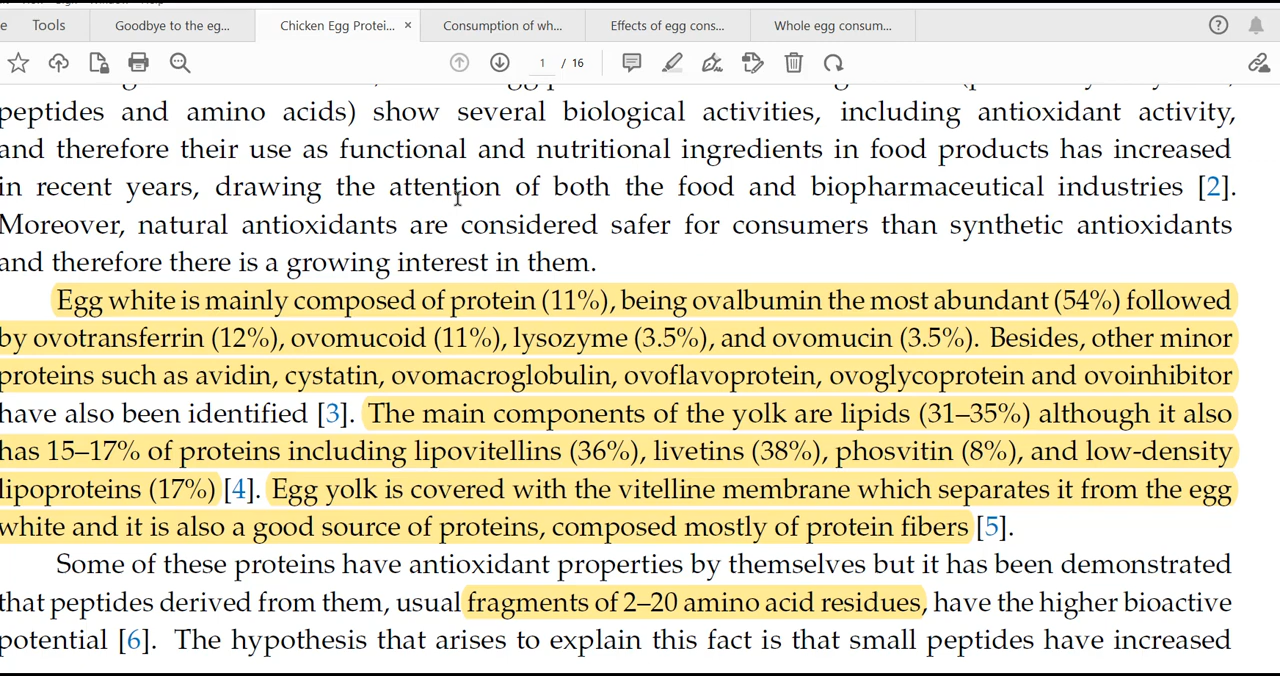 Tools
Goodbye to the eg...
Chicken Egg Protei... ×
Consumption of wh...
Effects of egg cons...
Whole egg consum...
1 / 16
peptides and amino acids) show several biological activities, including antioxidant activity,
and therefore their use as functional and nutritional ingredients in food products has increased
in recent years, drawing the attention of both the food and biopharmaceutical industries [2].
Moreover, natural antioxidants are considered safer for consumers than synthetic antioxidants
and therefore there is a growing interest in them.
Egg white is mainly composed of protein (11%), being ovalbumin the most abundant (54%) followed
by ovotransferrin (12%), ovomucoid (11%), lysozyme (3.5%), and ovomucin (3.5%). Besides, other minor
proteins such as avidin, cystatin, ovomacroglobulin, ovoflavoprotein, ovoglycoprotein and ovoinhibitor
have also been identified [3]. The main components of the yolk are lipids (31–35%) although it also
has 15–17% of proteins including lipovitellins (36%), livetins (38%), phosvitin (8%), and low-density
lipoproteins (17%) [4]. Egg yolk is covered with the vitelline membrane which separates it from the egg
white and it is also a good source of proteins, composed mostly of protein fibers [5].
Some of these proteins have antioxidant properties by themselves but it has been demonstrated
that peptides derived from them, usual fragments of 2–20 amino acid residues, have the higher bioactive
potential [6]. The hypothesis that arises to explain this fact is that small peptides have increased